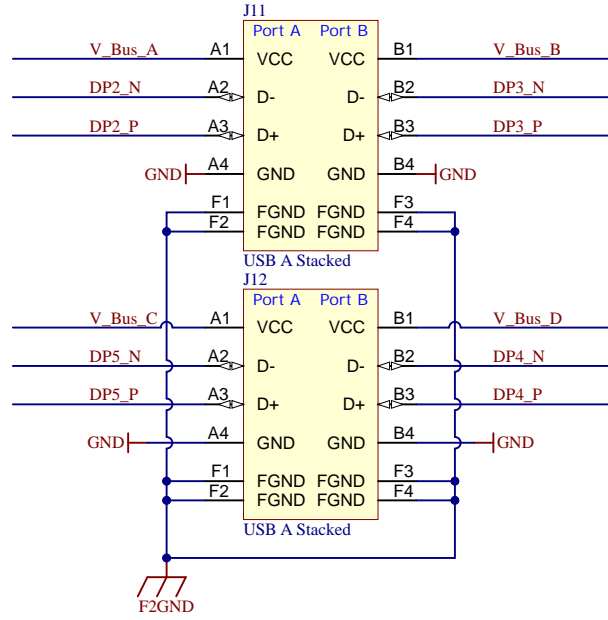 J11
Port A Port B
V_Bus_A A1 VCC VCC B1 V_Bus_B
DP2_N A2 D- D- B2 DP3_N
DP2_P A3 D+ D+ B3 DP3_P
GND A4 GND GND B4 GND
F1 FGND FGND F3
F2 FGND FGND F4
USB A Stacked
J12
Port A Port B
V_Bus_C A1 VCC VCC B1 V_Bus_D
DP5_N A2 D- D- B2 DP4_N
DP5_P A3 D+ D+ B3 DP4_P
GND A4 GND GND B4 GND
F1 FGND FGND F3
F2 FGND FGND F4
USB A Stacked
F2GND